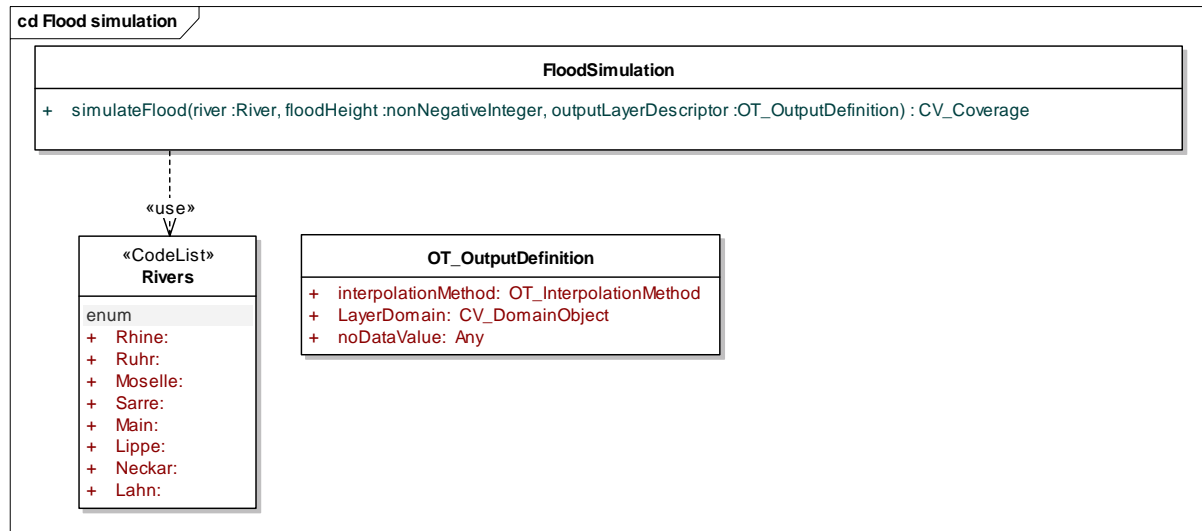 cd Flood simulation
FloodSimulation
+ simulateFlood(river :River, floodHeight :nonNegativeInteger, outputLayerDescriptor :OT_OutputDefinition) : CV_Coverage
«use»
«CodeList»
Rivers
enum
+ Rhine:
+ Ruhr:
+ Moselle:
+ Sarre:
+ Main:
+ Lippe:
+ Neckar:
+ Lahn:
OT_OutputDefinition
+ interpolationMethod: OT_InterpolationMethod
+ LayerDomain: CV_DomainObject
+ noDataValue: Any